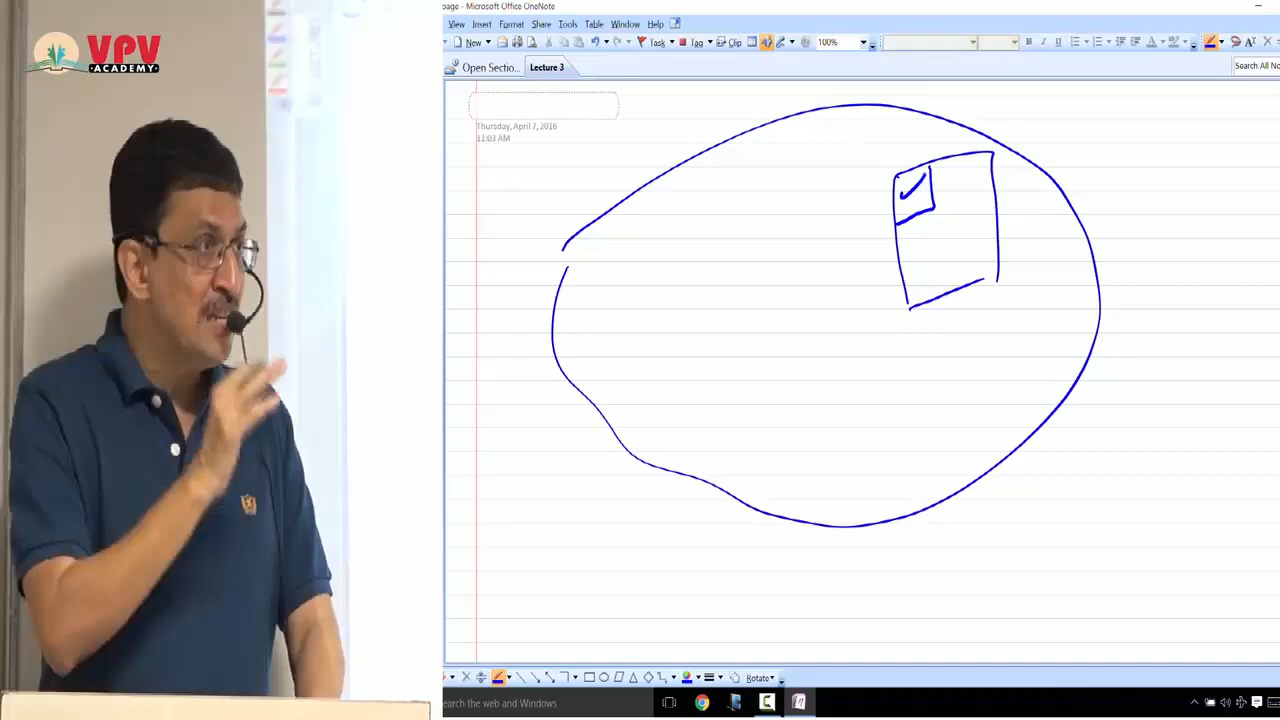 VPV
ACADEMY
page - Microsoft Office OneNote
View Insert Format Share Tools Table Window Help
New Task Tag and Clip 100% B I U
Open Sectio... Lecture 3 Search All No
Thursday, April 7, 2016
11:03 AM
Rotate
earch the web and Windows